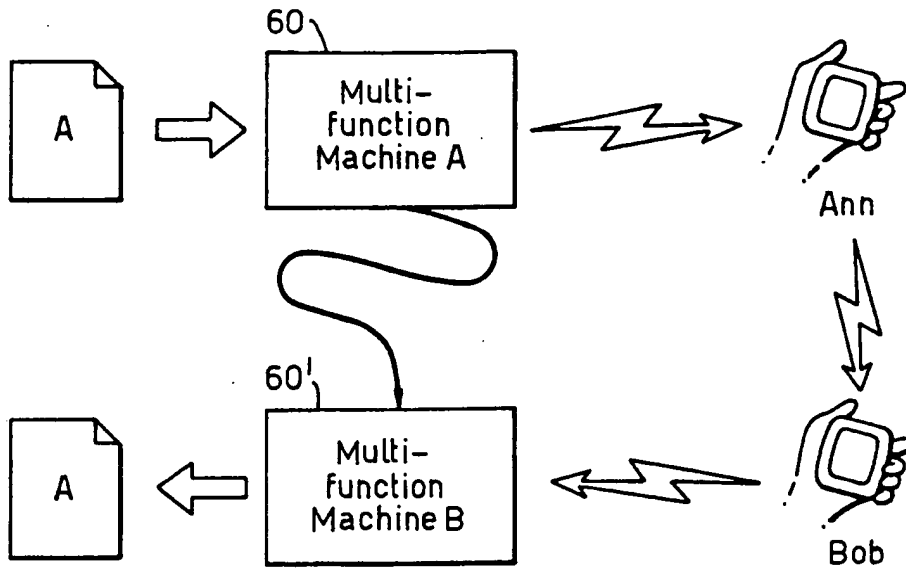 60
A
Multi-
function
Machine A
Ann
60'
A
Multi-
function
Machine B
Bob